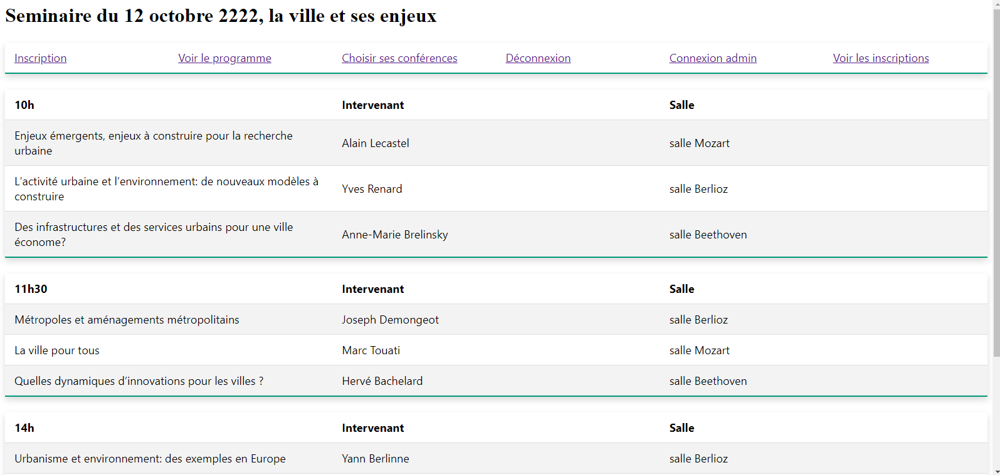 Seminaire du 12 octobre 2222, la ville et ses enjeux
Inscription Voir le programme Choisir ses conférences Déconnexion Connexion admin Voir les inscriptions
10h Intervenant Salle
Enjeux émergents, enjeux à construire pour la recherche
urbaine
Alain Lecastel salle Mozart
L’activité urbaine et l’environnement: de nouveaux modèles à
construire
Yves Renard salle Berlioz
Des infrastructures et des services urbains pour une ville
économe?
Anne-Marie Brelinsky salle Beethoven
11h30 Intervenant Salle
Métropoles et aménagements métropolitains Joseph Demongeot salle Berlioz
La ville pour tous Marc Touati salle Mozart
Quelles dynamiques d’innovations pour les villes ? Hervé Bachelard salle Beethoven
14h Intervenant Salle
Urbanisme et environnement: des exemples en Europe Yann Berlinne salle Berlioz